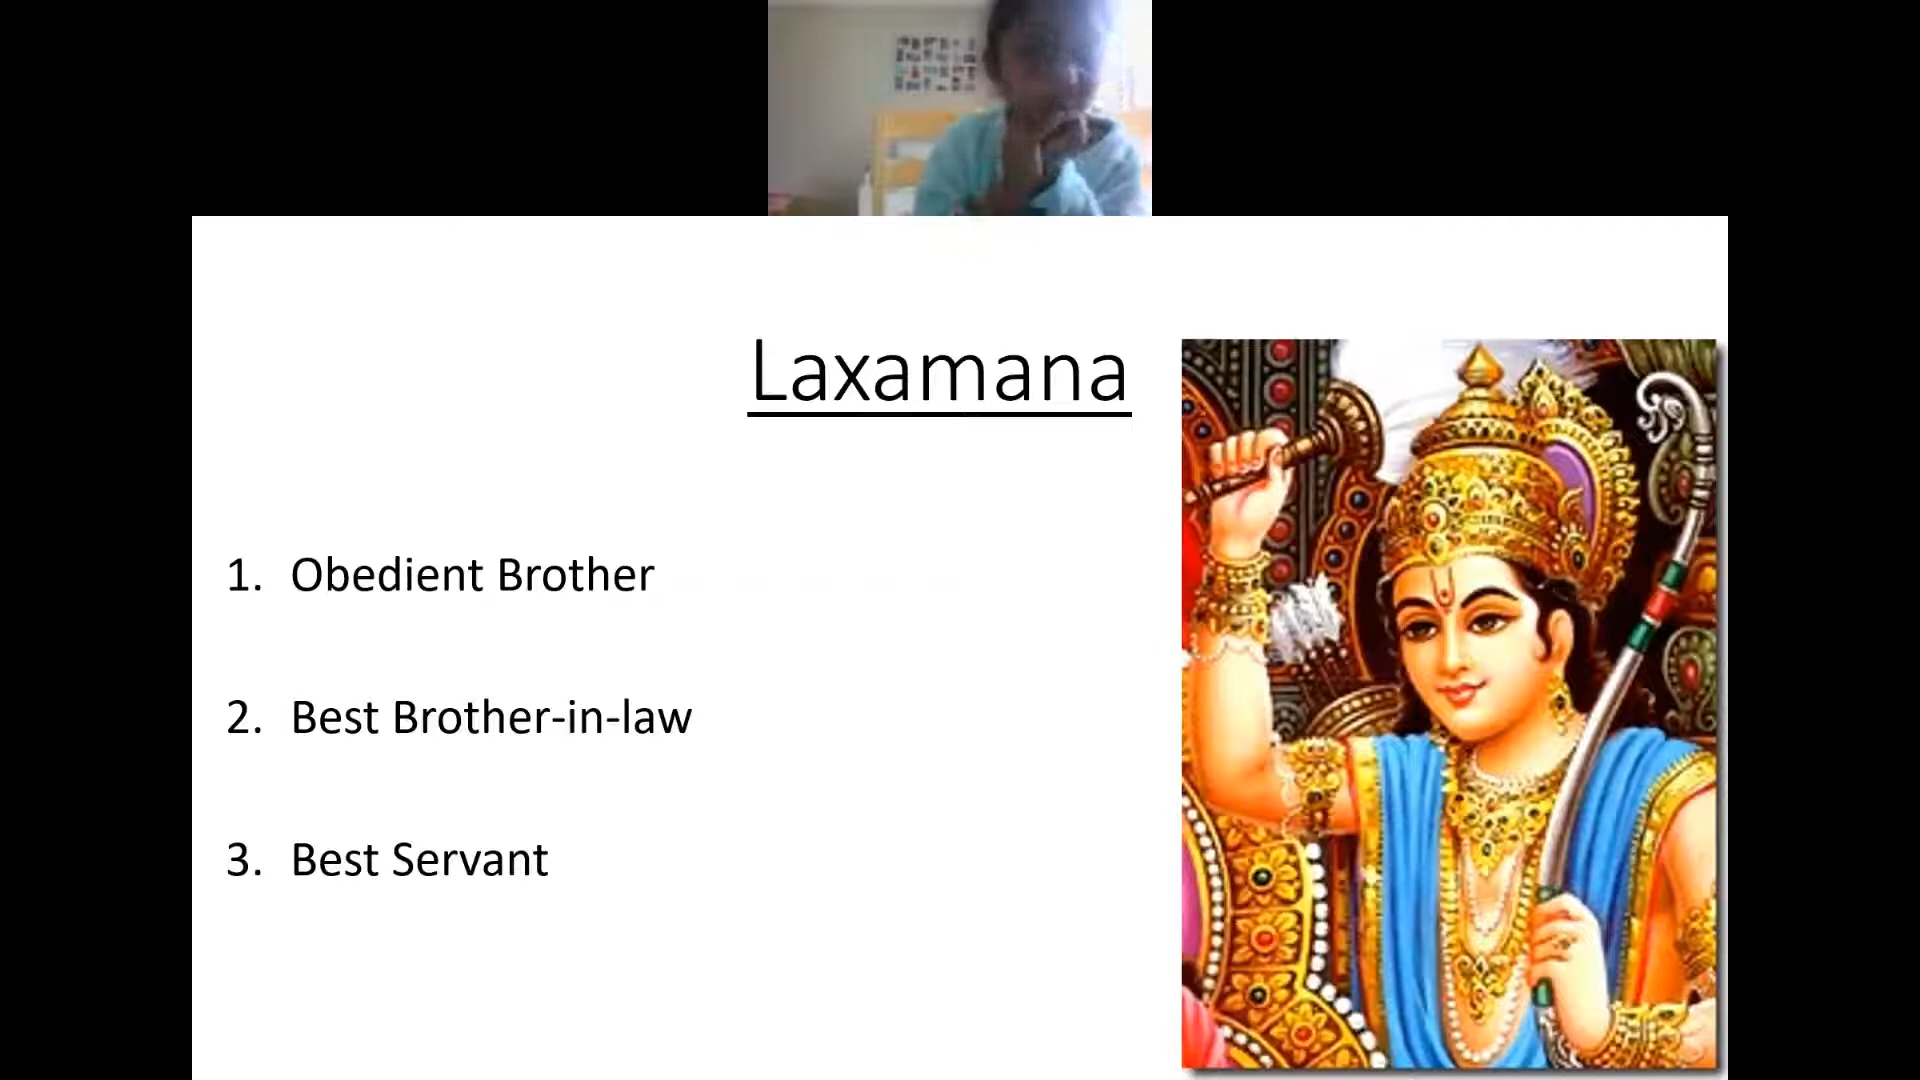 Laxamana
1. Obedient Brother
2. Best Brother-in-law
3. Best Servant